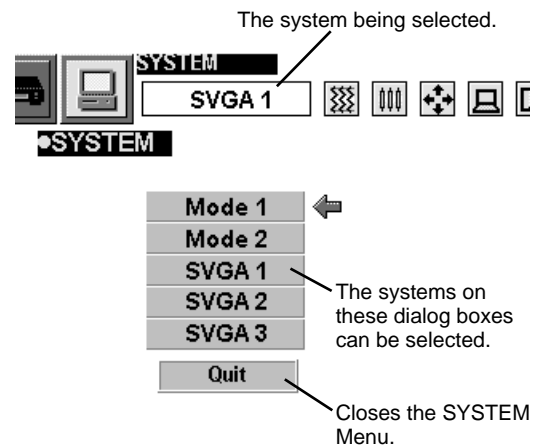 The system being selected.
SYSTEM
SVGA 1
●SYSTEM
Mode 1
Mode 2
SVGA 1
SVGA 2
SVGA 3
The systems on
these dialog boxes
can be selected.
Quit
Closes the SYSTEM
Menu.